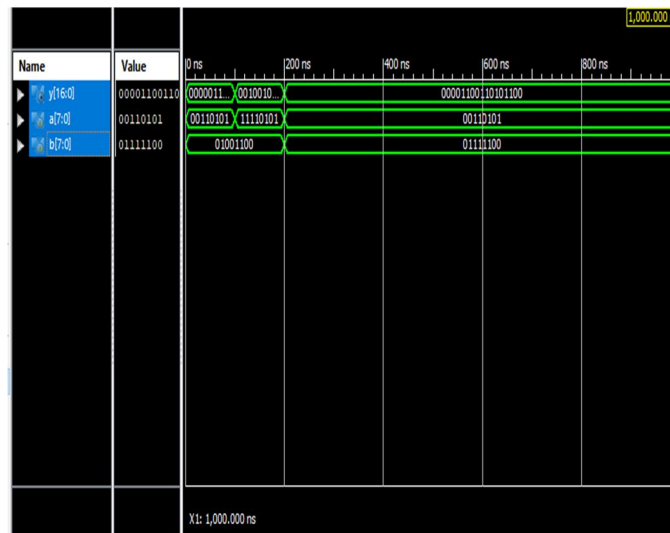 1,000.000
Name Value 0 ns 200 ns 400 ns 600 ns 800 ns
y[16:0] 00001100110 0000011... 0010010... 00001100110101100
a[7:0] 00110101 00110101 11110101 00110101
b[7:0] 01111100 01001100 01111100
X1: 1,000.000 ns